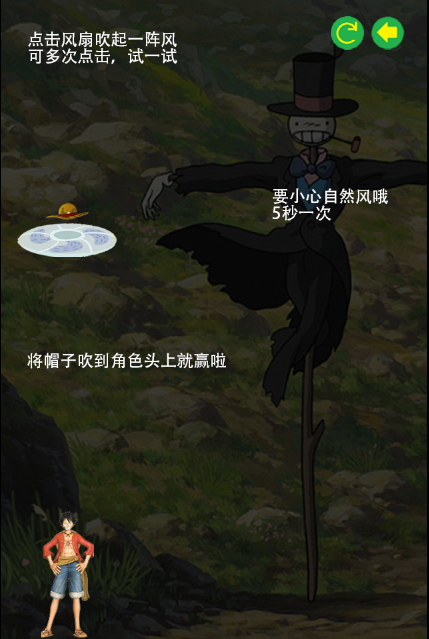 点击风扇吹起一阵风
可多次点击，试一试
要小心自然风哦
5秒一次
将帽子吹到角色头上就赢啦